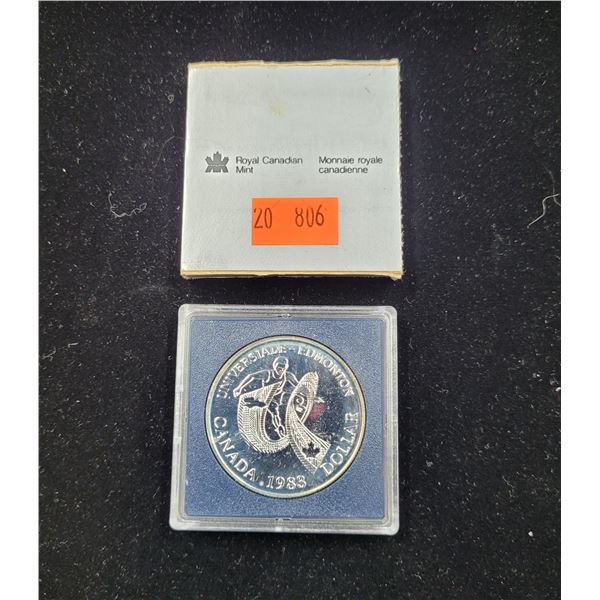 Royal Canadian
Mint
Monnaie royale
canadienne
20 806
UNIVERSIADE - EDMONTON
CANADA · 1983 DOLLAR